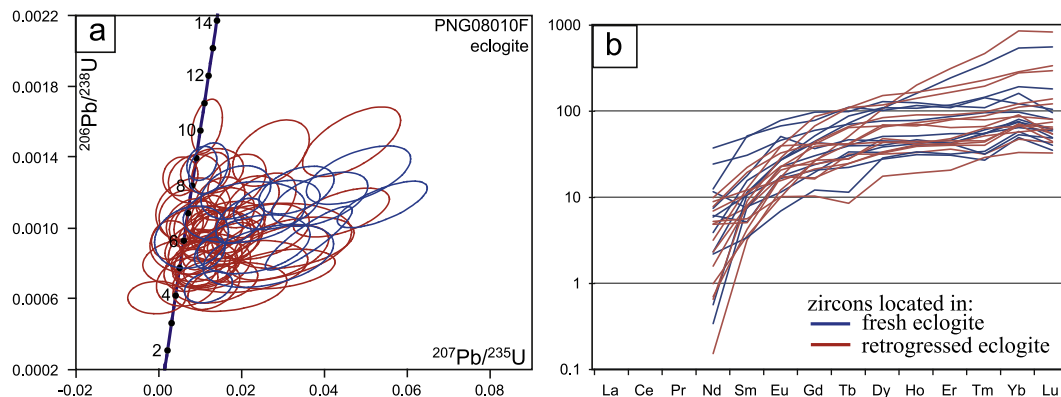 a
PNG08010F
eclogite
206Pb/238U
207Pb/235U
0.0022
0.0018
0.0014
0.0010
0.0006
0.0002
14
12
10
8
6
4
2
−0.02
0.00
0.02
0.04
0.06
0.08
b
1000
100
10
1
0.1
La Ce Pr Nd Sm Eu Gd Tb Dy Ho Er Tm Yb Lu
zircons located in:
fresh eclogite
retrogressed eclogite